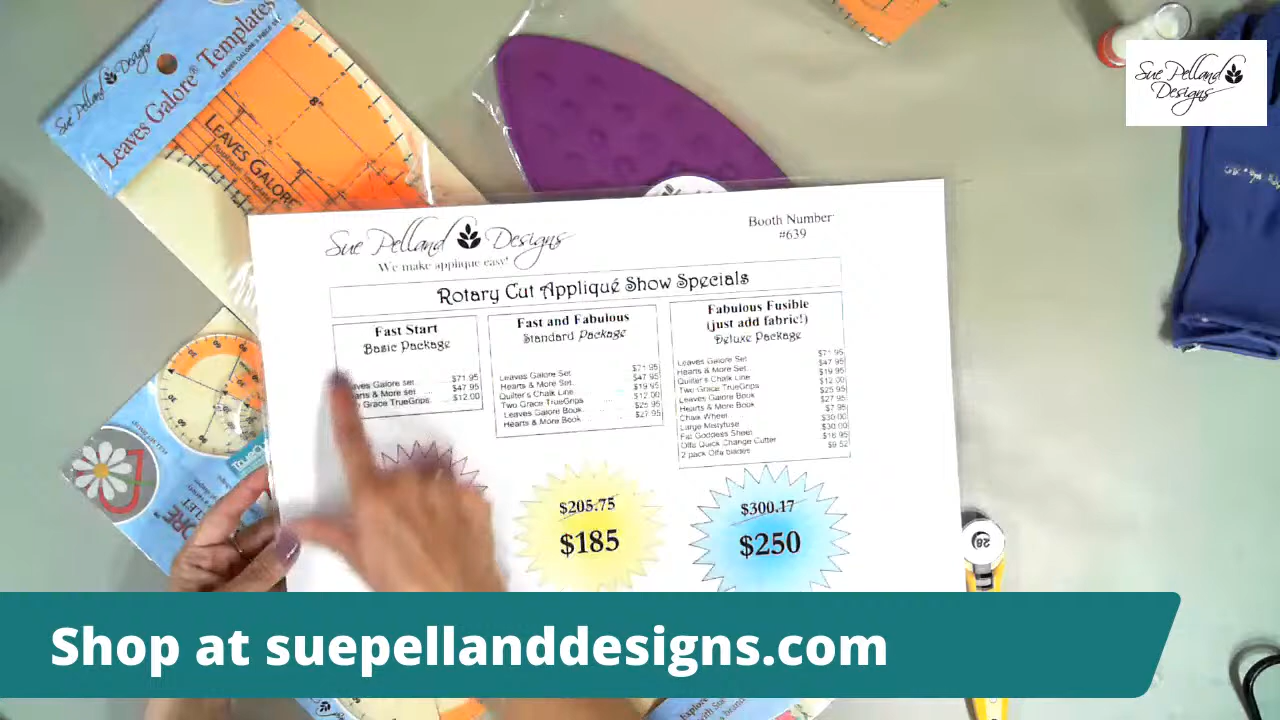 Sue Pelland Designs
Leaves Galore® Templates
LEAVES GALORE
Sue Pelland Designs
Sue Pelland Designs
We make applique easy!
Booth Number
#639
Rotary Cut Appliqué Show Specials
Fast Start
Basic Package
Leaves Galore set $71.95
Hearts & More set $47.95
Two Grace TrueGrips $12.00
Fast and Fabulous
Standard Package
Leaves Galore Set $71.95
Hearts & More Set $47.95
Quilter's Chalk Line $19.95
Two Grace TrueGrips $12.00
Leaves Galore Book $25.95
Hearts & More Book $27.95
Fabulous Fusible
(just add fabric!)
Deluxe Package
Leaves Galore Set $71.95
Hearts & More Set $47.95
Quilter's Chalk Line $19.95
Two Grace TrueGrips $12.00
Leaves Galore Book $25.95
Hearts & More Book $27.95
Chalk Wheel $7.95
Large Mistyfuse $30.00
Fat Goddess Sheet $30.00
Olfa Quick Change Cutter $16.95
2 pack Olfa blades $9.52
$205.75
$185
$300.17
$250
28
Shop at suepellanddesigns.com